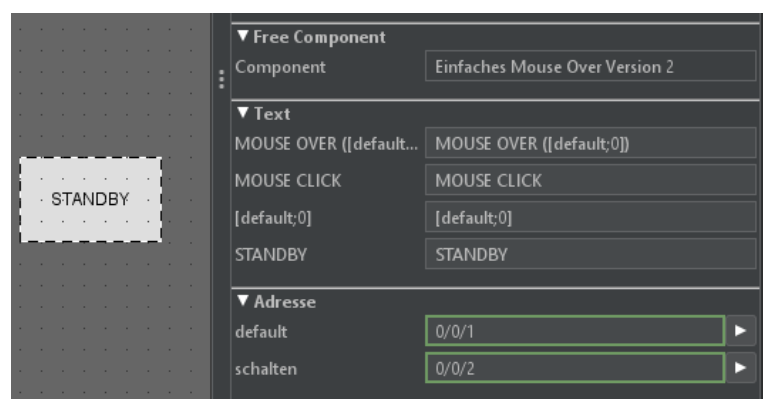 STANDBY
▼ Free Component
Component Einfaches Mouse Over Version 2
▼ Text
MOUSE OVER ([default... MOUSE OVER ([default;0])
MOUSE CLICK MOUSE CLICK
[default;0] [default;0]
STANDBY STANDBY
▼ Adresse
default 0/0/1
schalten 0/0/2